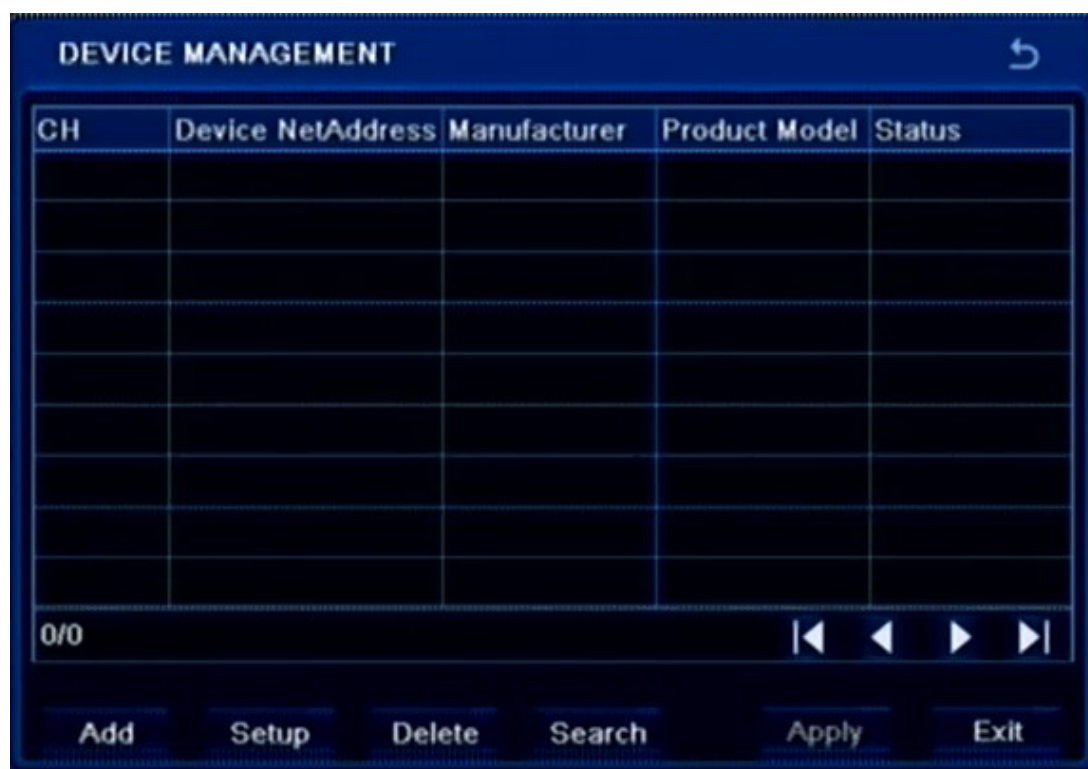 DEVICE MANAGEMENT
CH Device NetAddress Manufacturer Product Model Status
0/0
Add Setup Delete Search Apply Exit